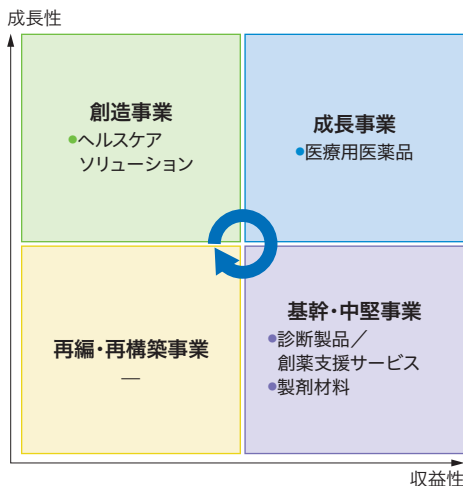 成長性
創造事業
●ヘルスケア
ソリューション
成長事業
●医療用医薬品
再編・再構築事業
―
基幹・中堅事業
●診断製品／
創薬支援サービス
●製剤材料
収益性